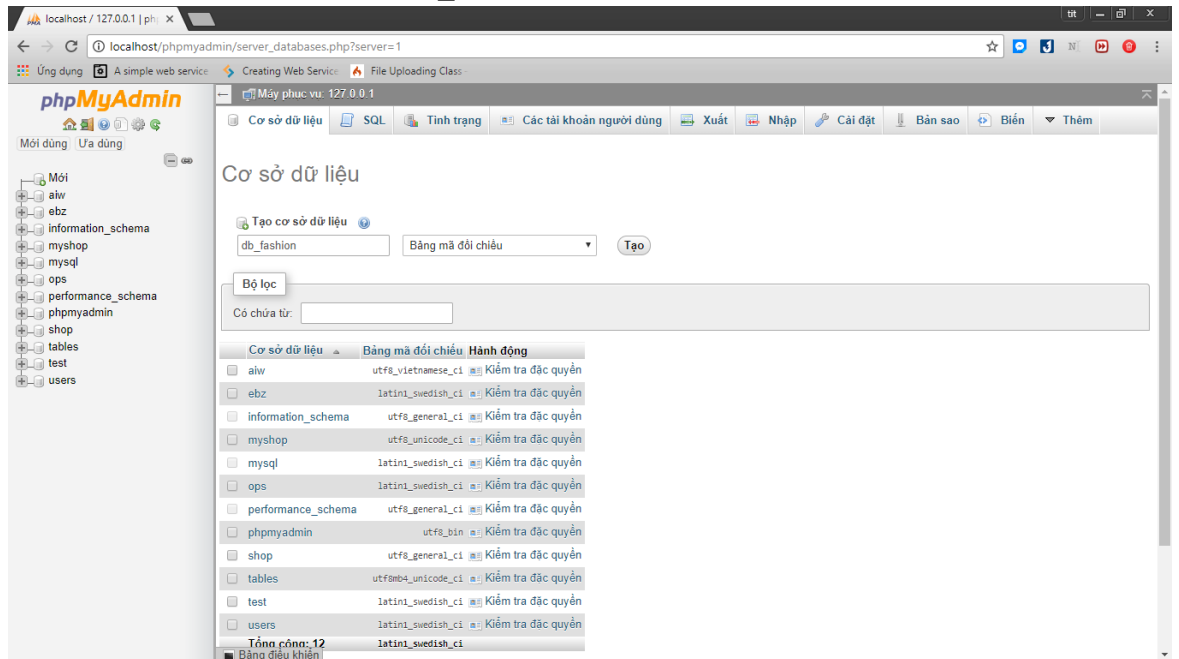 localhost / 127.0.0.1 | ph
tit
localhost/phpmyadmin/server_databases.php?server=1
Ứng dụng A simple web service Creating Web Service File Uploading Class
phpMyAdmin
Mới dùng Ưa dùng
Mới
aiw
ebz
information_schema
myshop
mysql
ops
performance_schema
phpmyadmin
shop
tables
test
users
Máy phục vụ: 127.0.0.1
Cơ sở dữ liệu SQL Tình trạng Các tài khoản người dùng Xuất Nhập Cài đặt Bản sao Biến Thêm
Cơ sở dữ liệu
Tạo cơ sở dữ liệu
db_fashion Bảng mã đối chiếu Tạo
Bộ lọc
Có chứa từ:
Cơ sở dữ liệu Bảng mã đối chiếu Hành động
aiw utf8_vietnamese_ci Kiểm tra đặc quyền
ebz latin1_swedish_ci Kiểm tra đặc quyền
information_schema utf8_general_ci Kiểm tra đặc quyền
myshop utf8_unicode_ci Kiểm tra đặc quyền
mysql latin1_swedish_ci Kiểm tra đặc quyền
ops latin1_swedish_ci Kiểm tra đặc quyền
performance_schema utf8_general_ci Kiểm tra đặc quyền
phpmyadmin utf8_bin Kiểm tra đặc quyền
shop utf8_general_ci Kiểm tra đặc quyền
tables utf8mb4_unicode_ci Kiểm tra đặc quyền
test latin1_swedish_ci Kiểm tra đặc quyền
users latin1_swedish_ci Kiểm tra đặc quyền
Tổng cộng: 12 latin1_swedish_ci
Bảng điều khiển